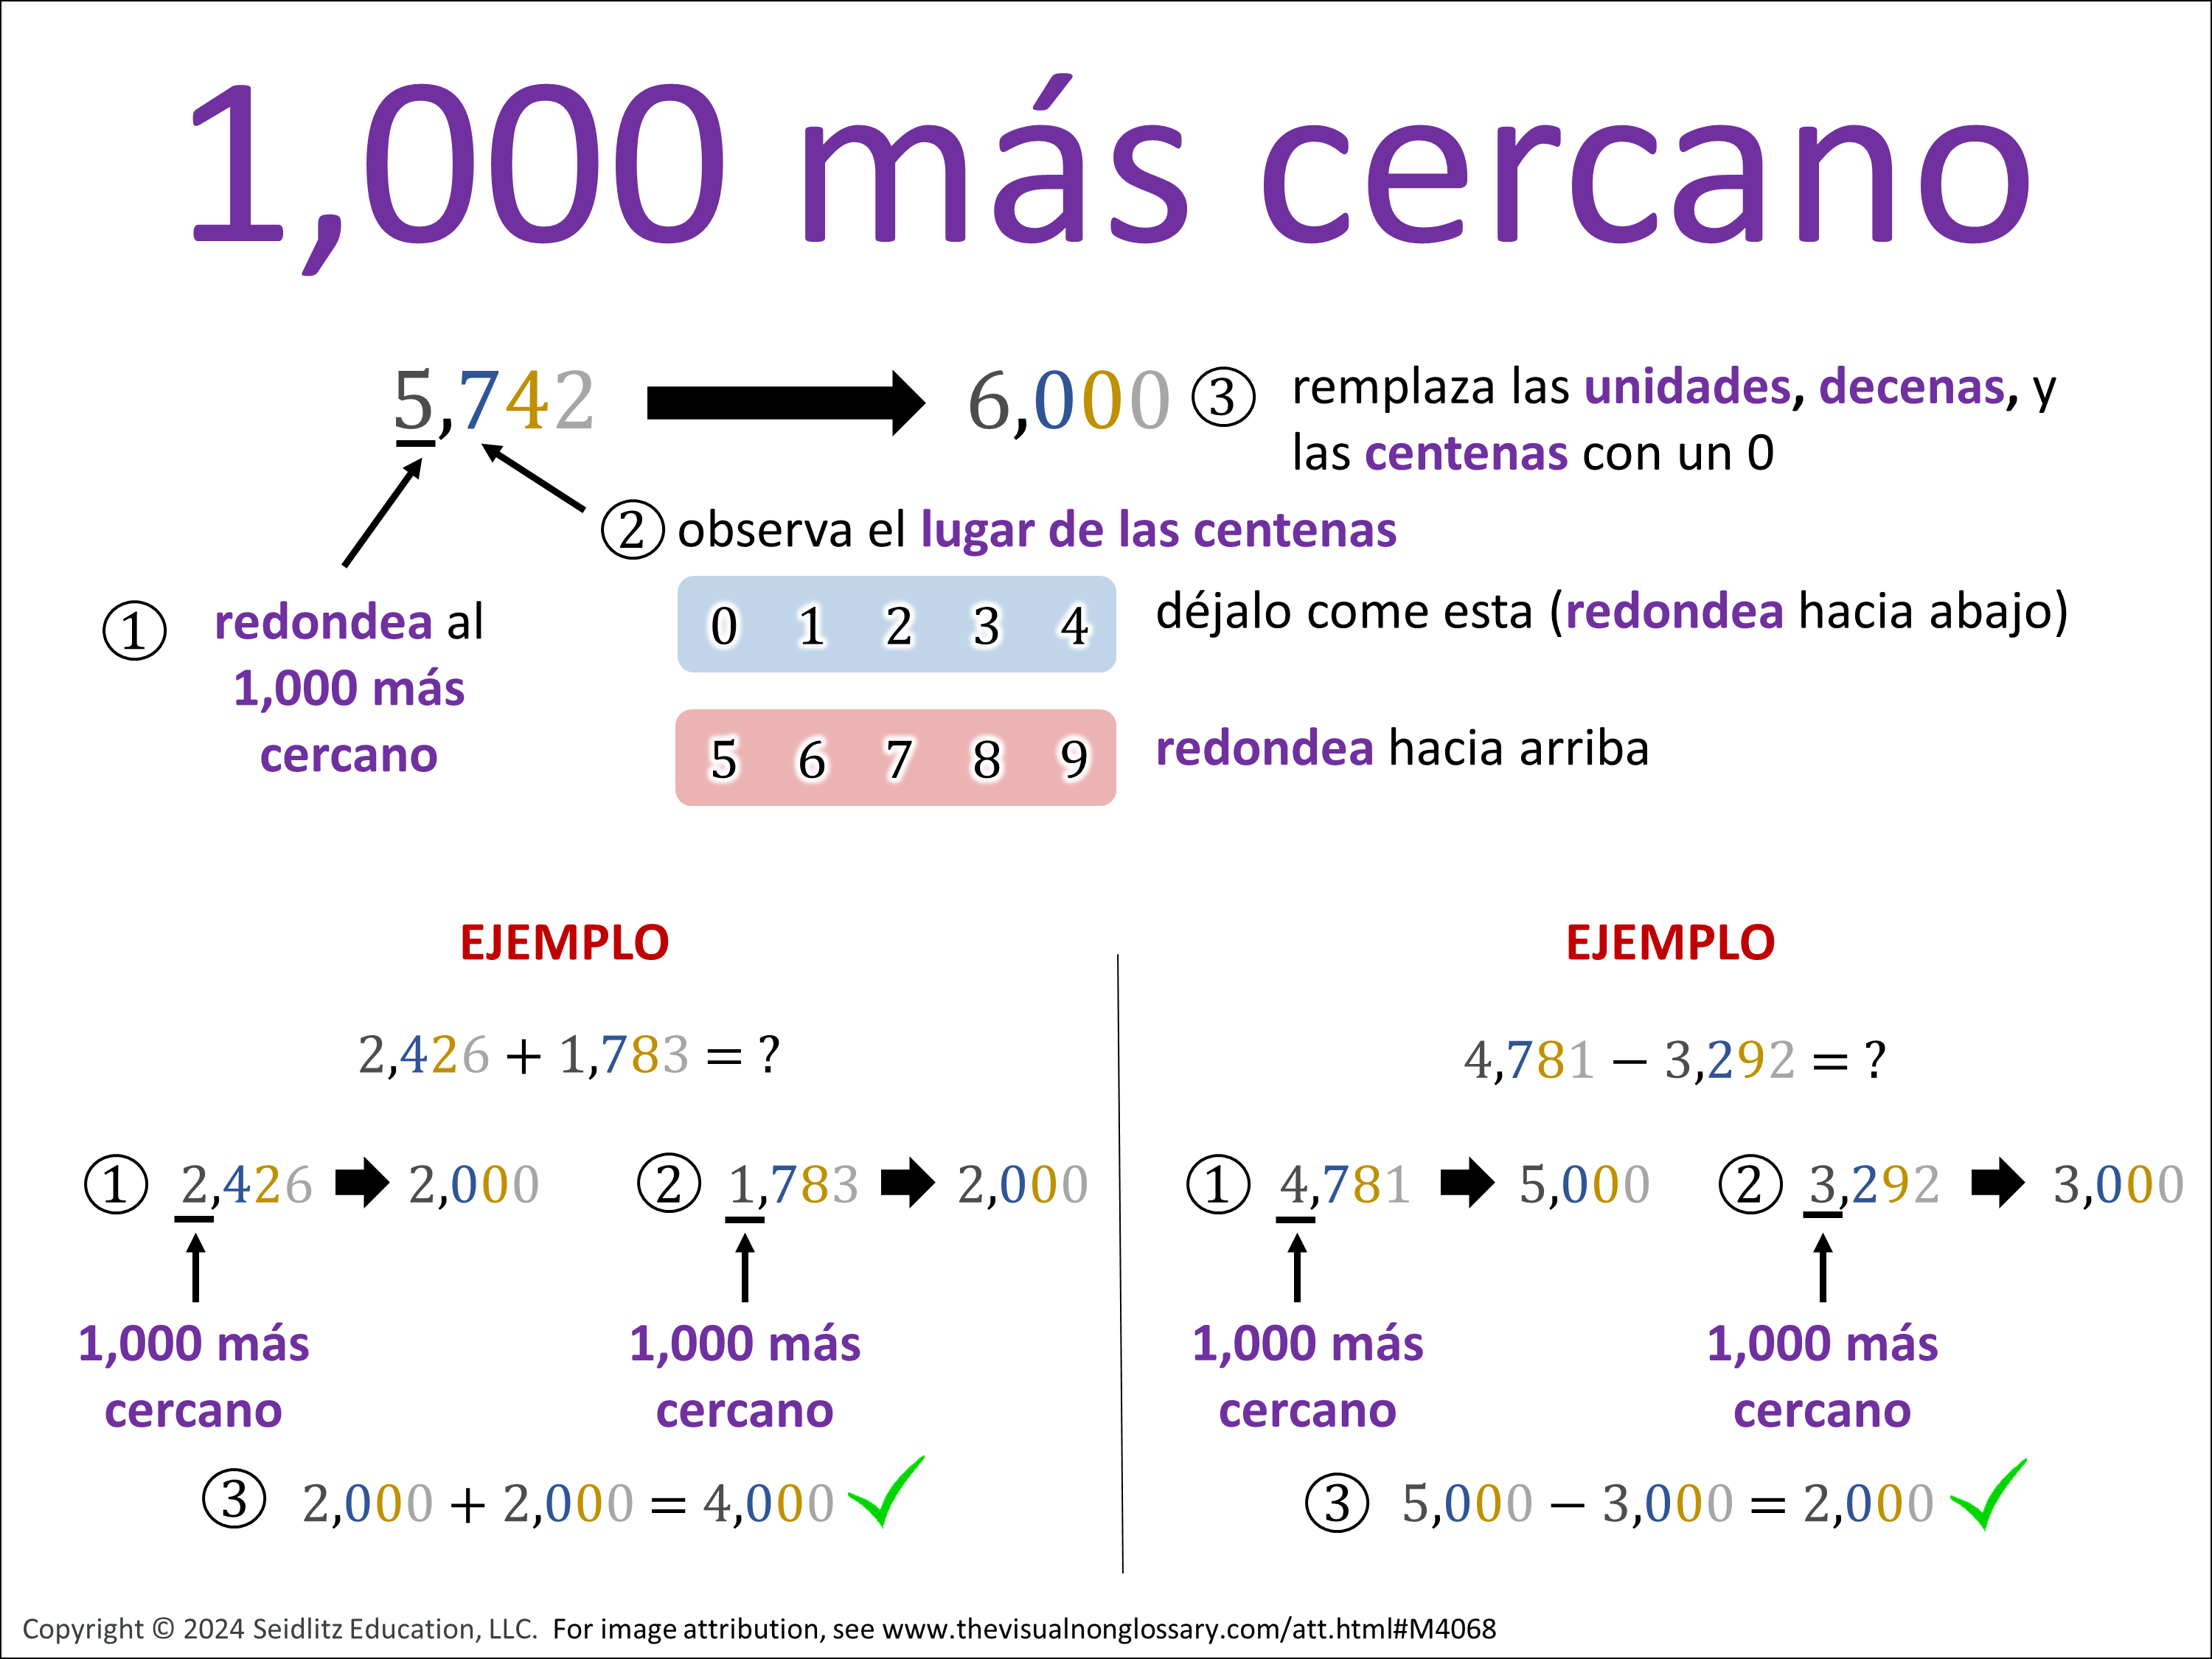 1,000 más cercano
5,742 6,000 ③ remplaza las unidades, decenas, y
las centenas con un 0
② observa el lugar de las centenas
① redondea al
1,000 más
cercano
0 1 2 3 4 déjalo come esta (redondea hacia abajo)
5 6 7 8 9 redondea hacia arriba
EJEMPLO
2,426 + 1,783 = ?
① 2,426 2,000 ② 1,783 2,000
1,000 más
cercano
1,000 más
cercano
③ 2,000 + 2,000 = 4,000
EJEMPLO
4,781 − 3,292 = ?
① 4,781 5,000 ② 3,292 3,000
1,000 más
cercano
1,000 más
cercano
③ 5,000 − 3,000 = 2,000
Copyright © 2024 Seidlitz Education, LLC. For image attribution, see www.thevisualnonglossary.com/att.html#M4068